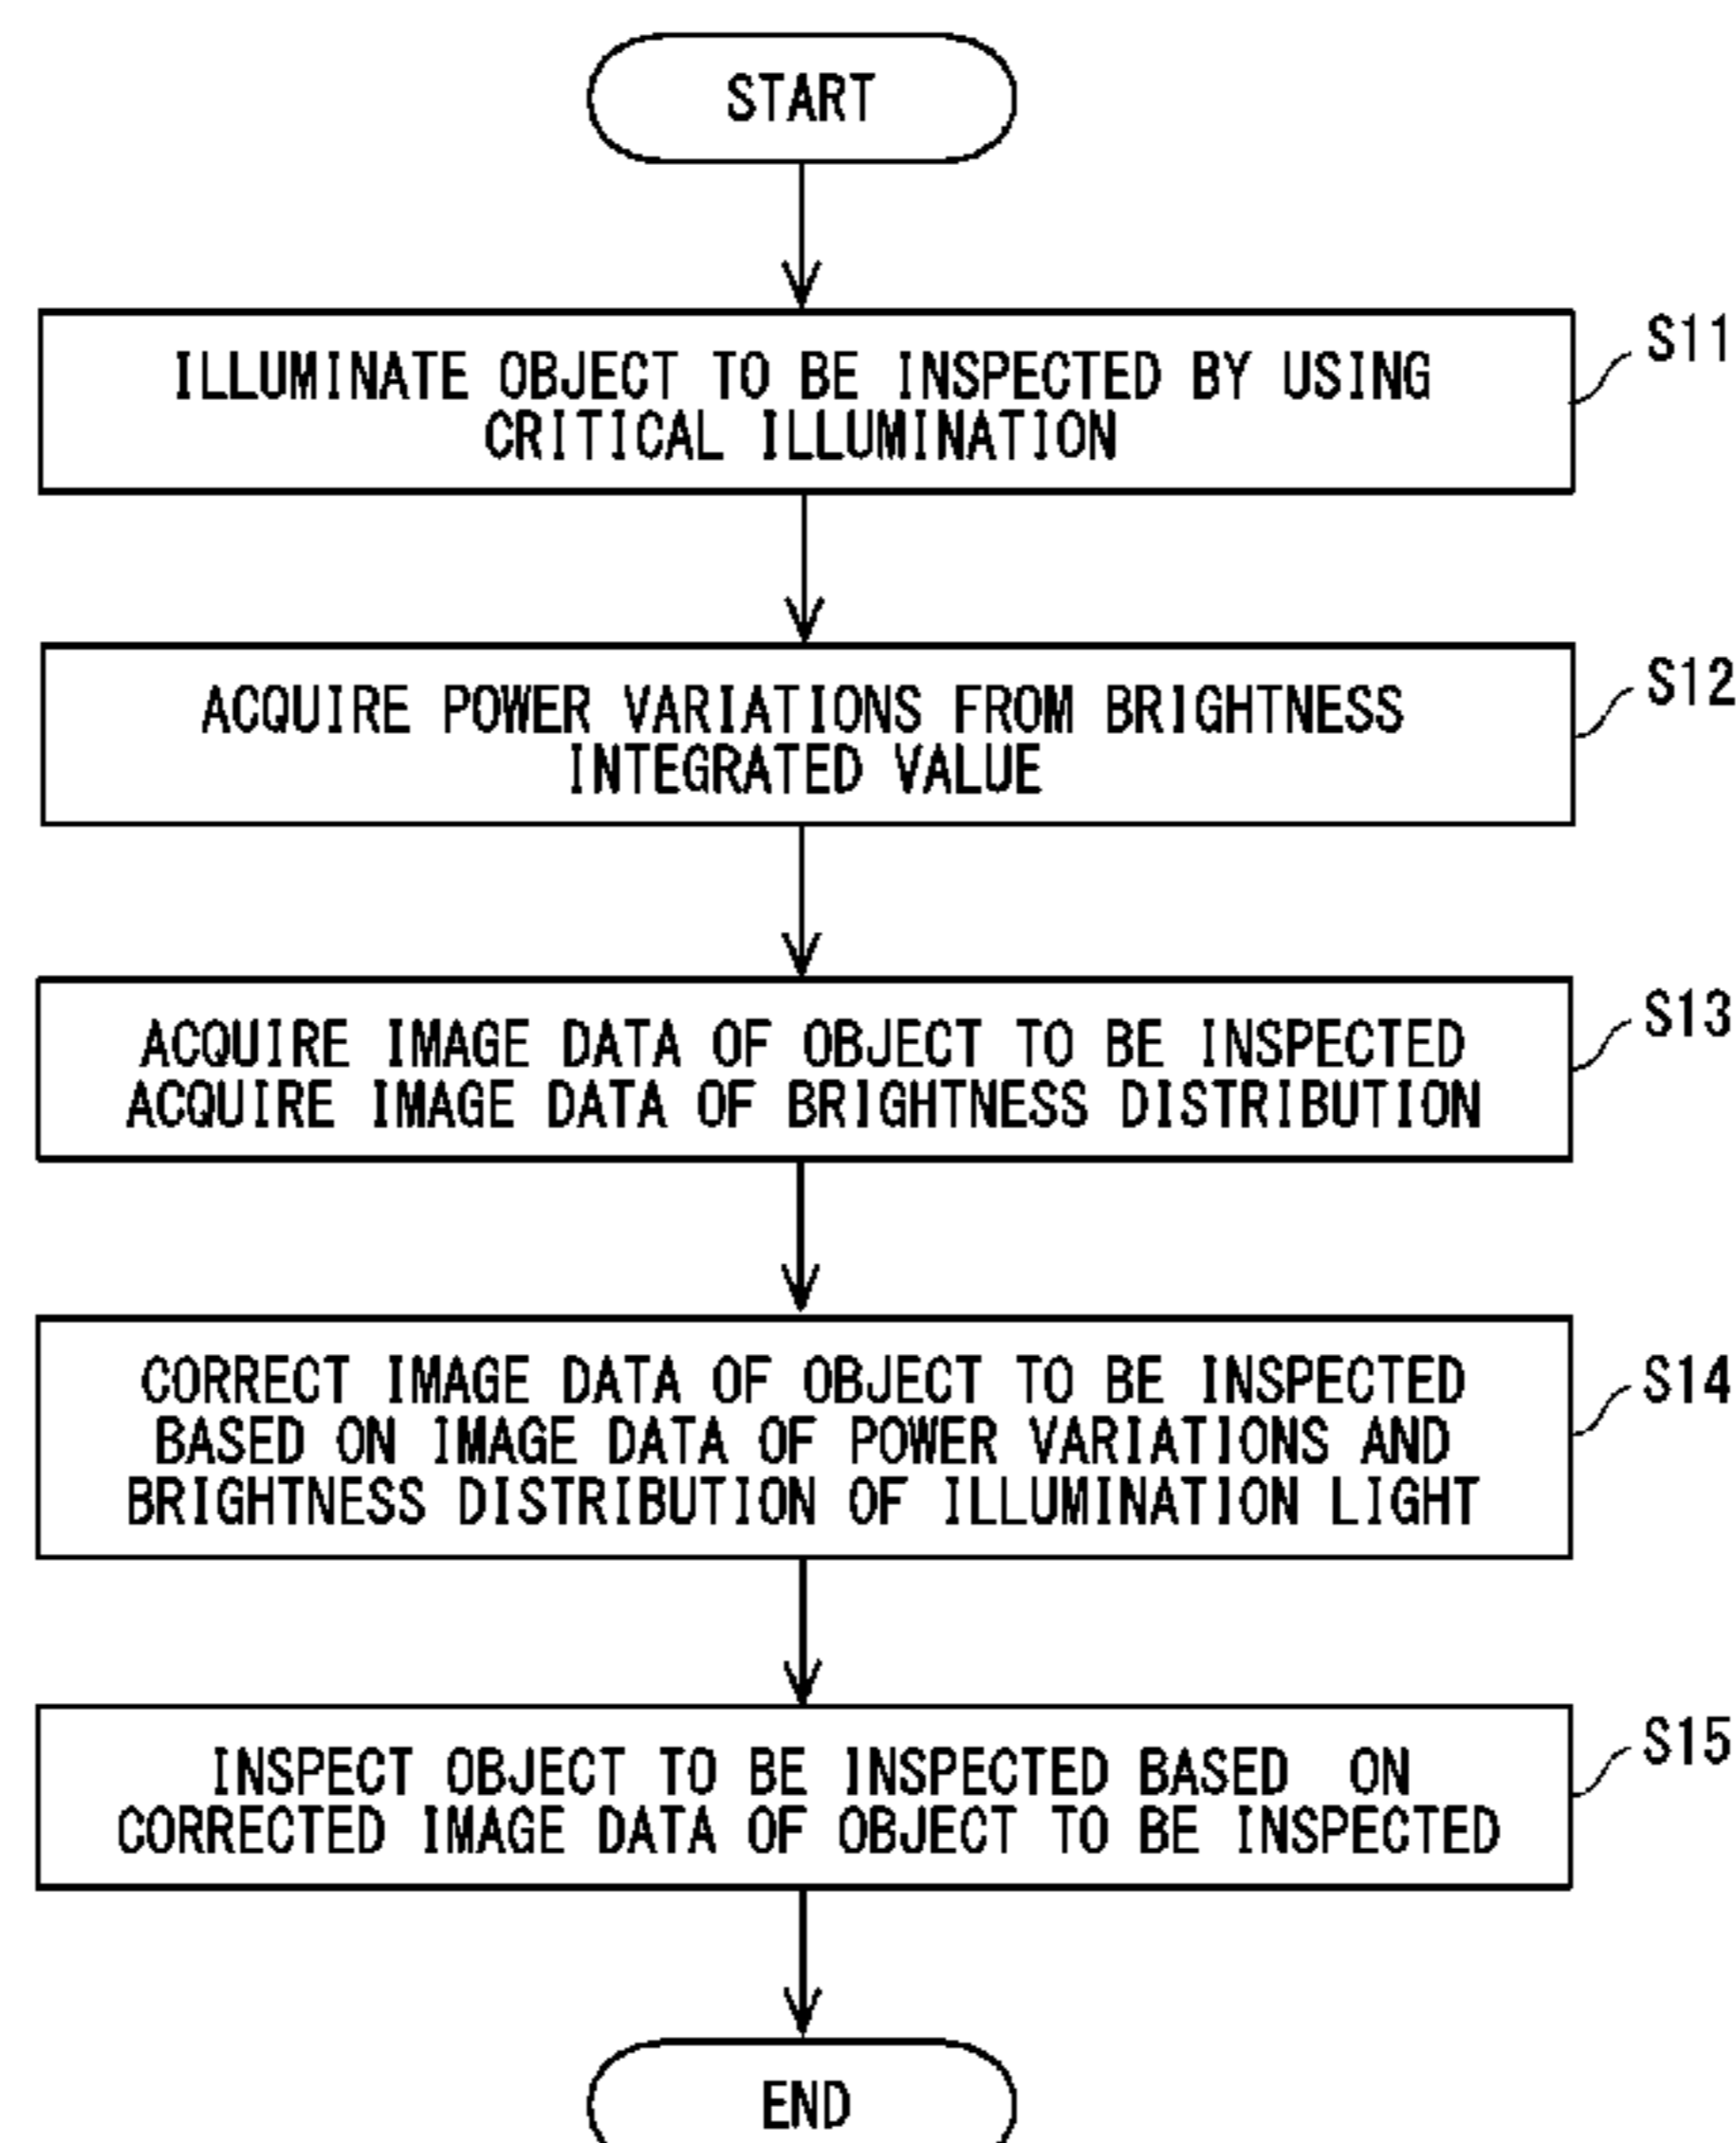 START
ILLUMINATE OBJECT TO BE INSPECTED BY USING
CRITICAL ILLUMINATION
S11
ACQUIRE POWER VARIATIONS FROM BRIGHTNESS
INTEGRATED VALUE
S12
ACQUIRE IMAGE DATA OF OBJECT TO BE INSPECTED
ACQUIRE IMAGE DATA OF BRIGHTNESS DISTRIBUTION
S13
CORRECT IMAGE DATA OF OBJECT TO BE INSPECTED
BASED ON IMAGE DATA OF POWER VARIATIONS AND
BRIGHTNESS DISTRIBUTION OF ILLUMINATION LIGHT
S14
INSPECT OBJECT TO BE INSPECTED BASED ON
CORRECTED IMAGE DATA OF OBJECT TO BE INSPECTED
S15
END